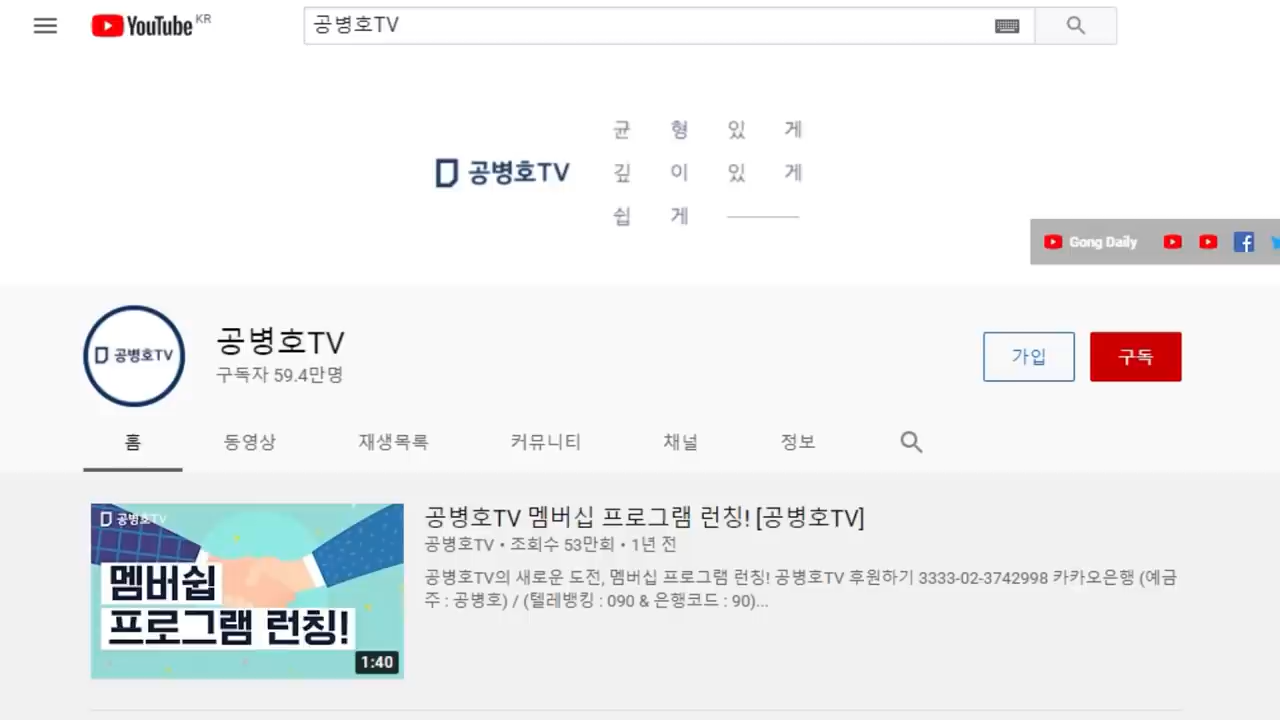 YouTube KR
공병호TV
균 형 있 게
공병호TV
깊 이 있 게
쉽 게
Gong Daily
공병호TV
공병호TV
구독자 59.4만명
가입
구독
홈 동영상 재생목록 커뮤니티 채널 정보
공병호TV
멤버쉽
프로그램 런칭!
1:40
공병호TV 멤버십 프로그램 런칭! [공병호TV]
공병호TV • 조회수 53만회 • 1년 전
공병호TV의 새로운 도전, 멤버십 프로그램 런칭! 공병호TV 후원하기 3333-02-3742998 카카오은행 (예금
주 : 공병호) / (텔레뱅킹 : 090 & 은행코드 : 90)...